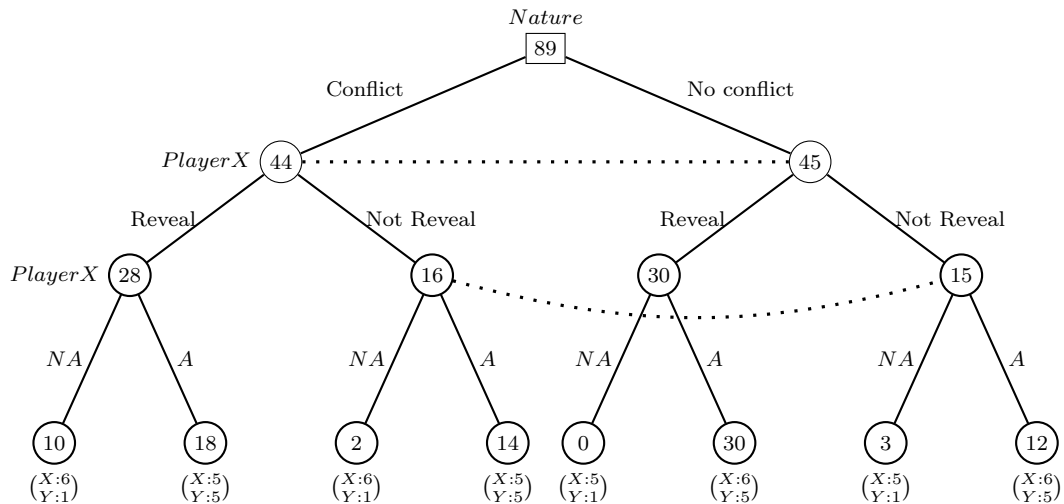 Nature
89
Conflict
No conflict
PlayerX
44
45
Reveal
Not Reveal
Reveal
Not Reveal
PlayerX
28
16
30
15
NA
A
NA
A
NA
A
NA
A
10
18
2
14
0
30
3
12
(X:6
Y:1)
(X:5
Y:5)
(X:6
Y:1)
(X:5
Y:5)
(X:5
Y:1)
(X:6
Y:5)
(X:5
Y:1)
(X:6
Y:5)